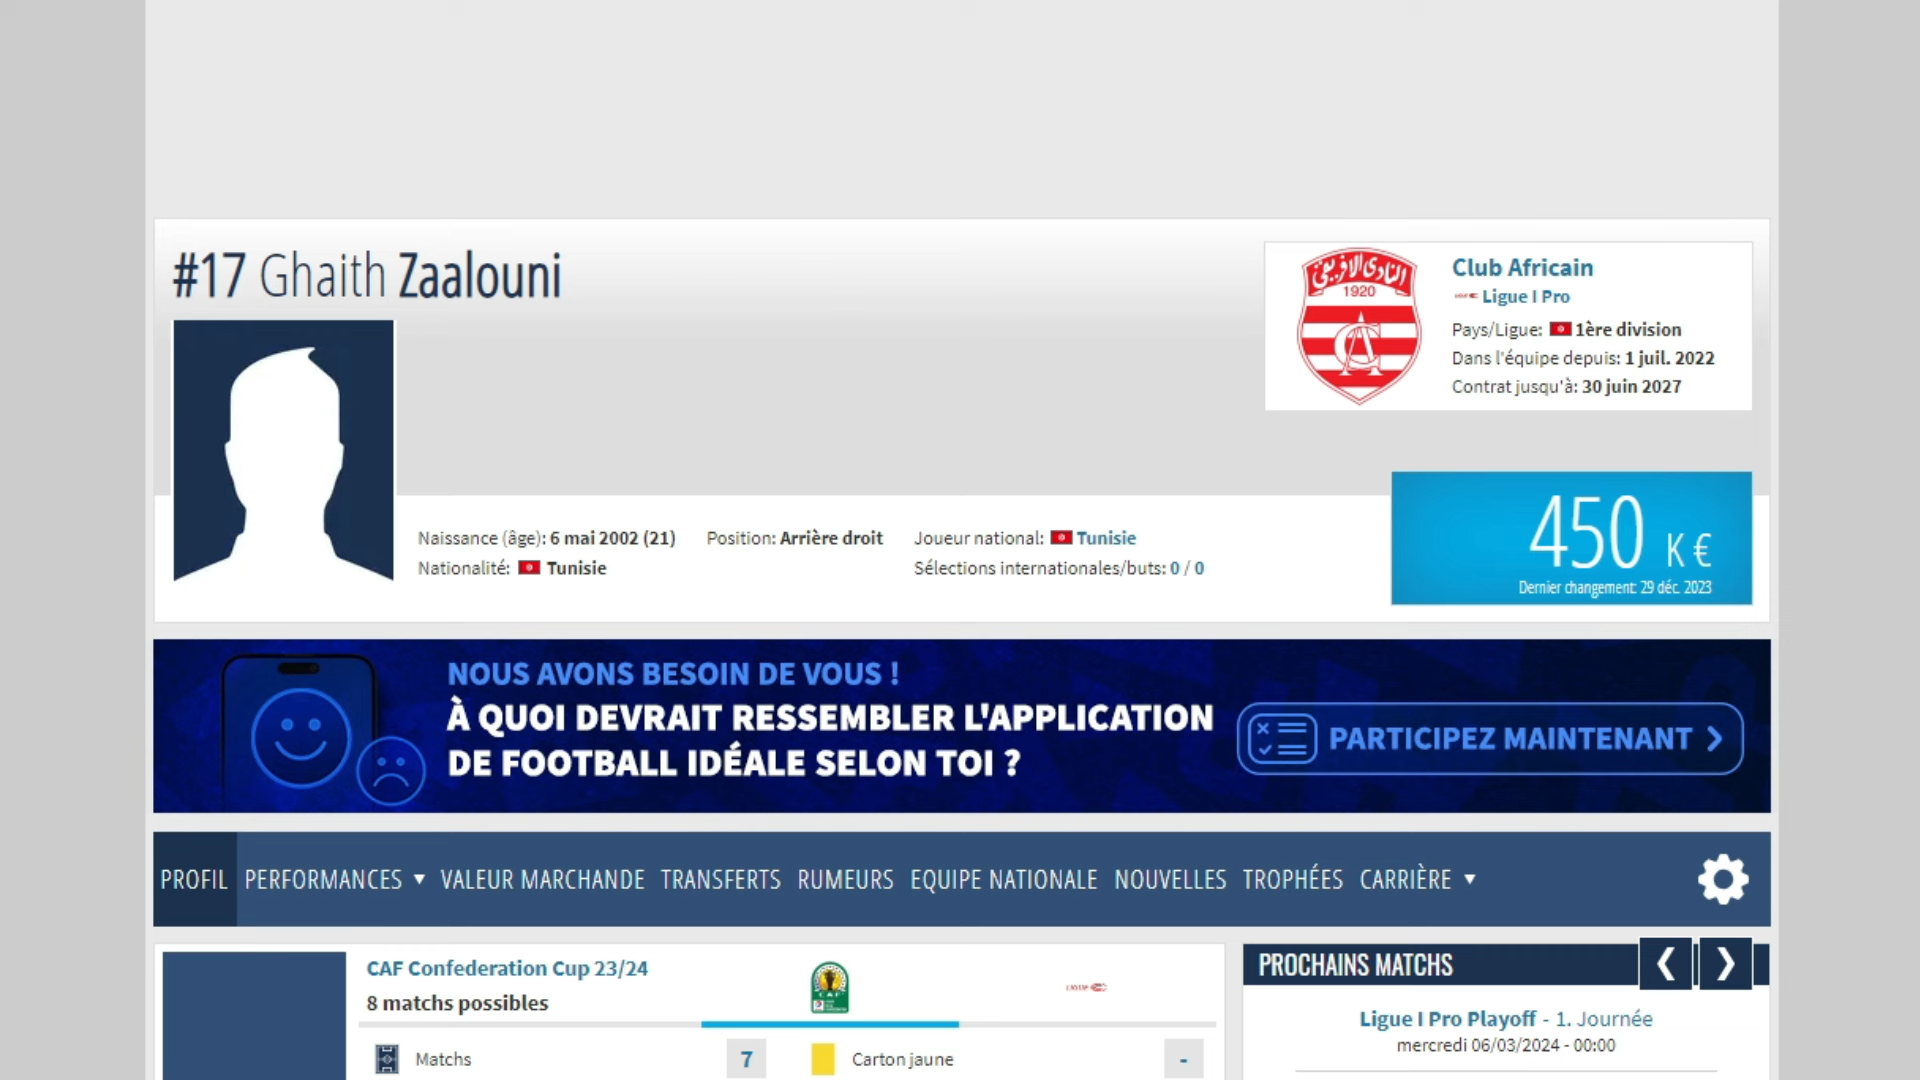 #17 Ghaith Zaalouni
النادي الافريقي
1920
CA
Club Africain
Ligue I Pro
Pays/Ligue: 1ère division
Dans l'équipe depuis: 1 juil. 2022
Contrat jusqu'à: 30 juin 2027
Naissance (âge): 6 mai 2002 (21)
Nationalité: Tunisie
Position: Arrière droit
Joueur national: Tunisie
Sélections internationales/buts: 0 / 0
450 K €
Dernier changement: 29 déc. 2023
NOUS AVONS BESOIN DE VOUS !
À QUOI DEVRAIT RESSEMBLER L'APPLICATION
DE FOOTBALL IDÉALE SELON TOI ?
PARTICIPEZ MAINTENANT
PROFIL PERFORMANCES VALEUR MARCHANDE TRANSFERTS RUMEURS EQUIPE NATIONALE NOUVELLES TROPHÉES CARRIÈRE
CAF Confederation Cup 23/24
8 matchs possibles
CAF
Matchs 7 Carton jaune -
PROCHAINS MATCHS
Ligue I Pro Playoff - 1. Journée
mercredi 06/03/2024 - 00:00